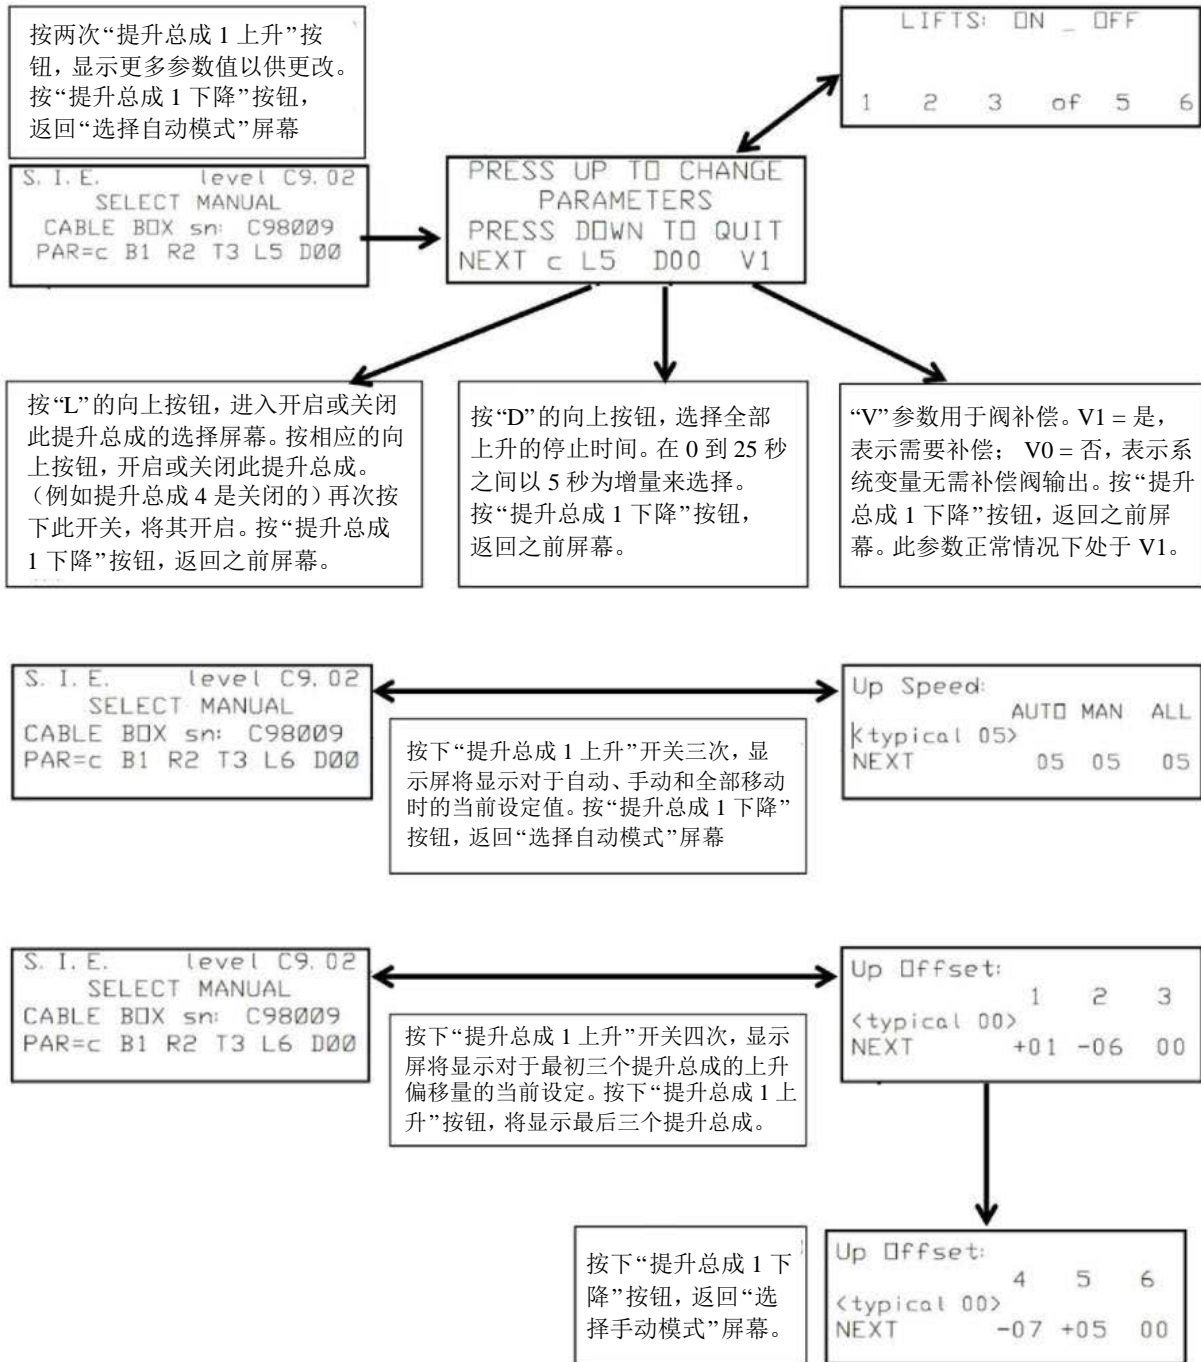 按两次“提升总成 1 上升”按
钮，显示更多参数值以供更改。
按“提升总成 1 下降”按钮，
返回“选择自动模式”屏幕
LIFTS: ON _ OFF
1 2 3 of 5 6
S. I. E. level C9.02
SELECT MANUAL
CABLE BOX sn: C98009
PAR=c B1 R2 T3 L5 D00
PRESS UP TO CHANGE
PARAMETERS
PRESS DOWN TO QUIT
NEXT c L5 D00 V1
按“L”的向上按钮，进入开启或关闭
此提升总成的选择屏幕。按相应的向
上按钮，开启或关闭此提升总成。
（例如提升总成 4 是关闭的）再次按
下此开关，将其开启。按“提升总成
1 下降”按钮，返回之前屏幕。
按“D”的向上按钮，选择全部
上升的停止时间。在 0 到 25 秒
之间以 5 秒为增量来选择。
按“提升总成 1 下降”按钮，
返回之前屏幕。
“V”参数用于阀补偿。V1 = 是，
表示需要补偿； V0 = 否，表示系
统变量无需补偿阀输出。按“提升
总成 1 下降”按钮，返回之前屏
幕。此参数正常情况下处于 V1。
S. I. E. level C9.02
SELECT MANUAL
CABLE BOX sn: C98009
PAR=c B1 R2 T3 L6 D00
按下“提升总成 1 上升”开关三次，显
示屏将显示对于自动、手动和全部移动
时的当前设定值。按“提升总成 1 下降”
按钮，返回“选择自动模式”屏幕
Up Speed:
AUTO MAN ALL
<typical 05>
NEXT 05 05 05
S. I. E. level C9.02
SELECT MANUAL
CABLE BOX sn: C98009
PAR=c B1 R2 T3 L6 D00
按下“提升总成 1 上升”开关四次，显示
屏将显示对于最初三个提升总成的上升
偏移量的当前设定。按下“提升总成 1 上
升”按钮，将显示最后三个提升总成。
Up Offset:
1 2 3
<typical 00>
NEXT +01 -06 00
按下“提升总成 1 下
降”按钮，返回“选
择手动模式”屏幕。
Up Offset:
4 5 6
<typical 00>
NEXT -07 +05 00